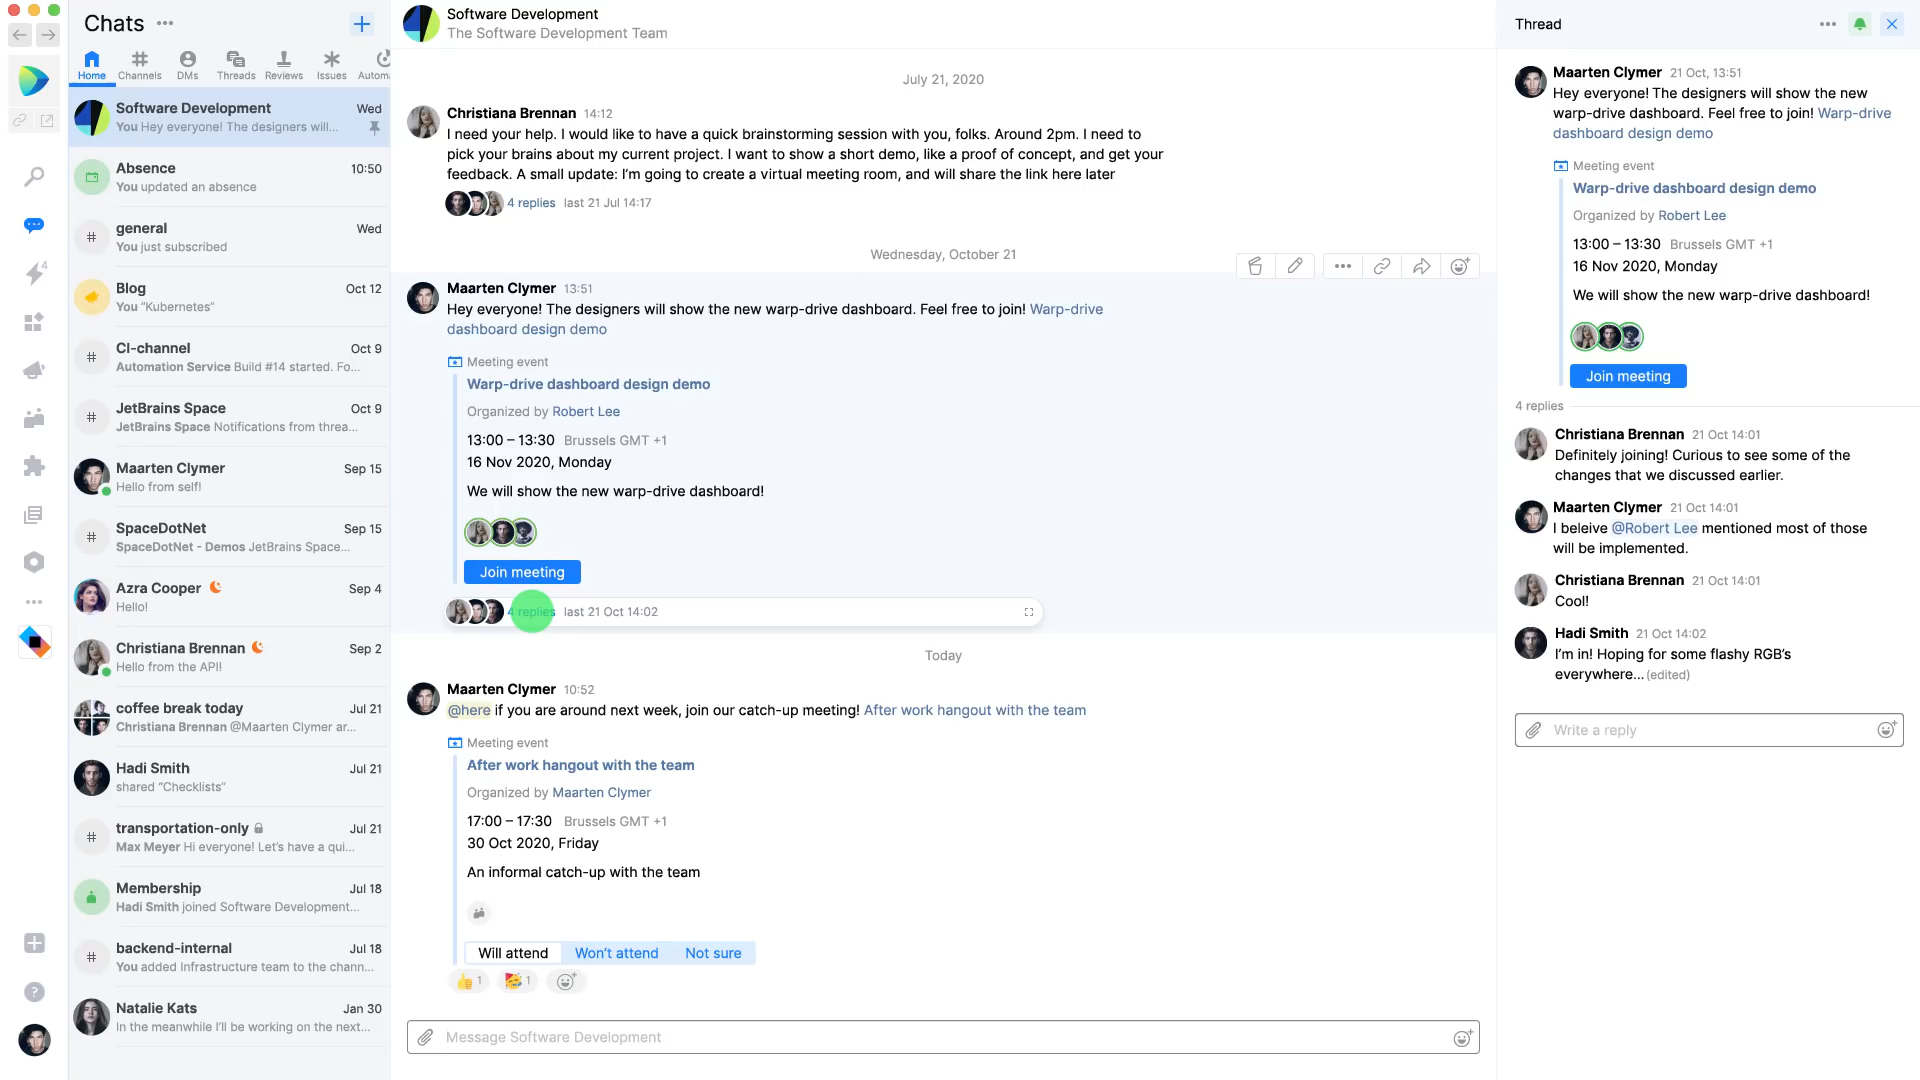 Chats
Home
Channels
DMs
Threads
Reviews
Issues
Automa
4
Software Development
Wed
You Hey everyone! The designers will...
Absence
10:50
You updated an absence
general
Wed
You just subscribed
Blog
Oct 12
You “Kubernetes”
CI-channel
Oct 9
Automation Service Build #14 started. Fo...
JetBrains Space
Oct 9
JetBrains Space Notifications from threa...
Maarten Clymer
Sep 15
Hello from self!
SpaceDotNet
Sep 15
SpaceDotNet - Demos JetBrains Space...
Azra Cooper
Sep 4
Hello!
Christiana Brennan
Sep 2
Hello from the API!
coffee break today
Jul 21
Christiana Brennan @Maarten Clymer ar...
Hadi Smith
Jul 21
shared “Checklists”
transportation-only
Jul 21
Max Meyer Hi everyone! Let’s have a qui...
Membership
Jul 18
Hadi Smith joined Software Development...
backend-internal
Jul 18
You added Infrastructure team to the chann...
Natalie Kats
Jan 30
In the meanwhile I’ll be working on the next...
Software Development
The Software Development Team
July 21, 2020
Christiana Brennan 14:12
I need your help. I would like to have a quick brainstorming session with you, folks. Around 2pm. I need to
pick your brains about my current project. I want to show a short demo, like a proof of concept, and get your
feedback. A small update: I’m going to create a virtual meeting room, and will share the link here later
4 replies last 21 Jul 14:17
Wednesday, October 21
Maarten Clymer 13:51
Hey everyone! The designers will show the new warp-drive dashboard. Feel free to join! Warp-drive
dashboard design demo
Meeting event
Warp-drive dashboard design demo
Organized by Robert Lee
13:00 – 13:30 Brussels GMT +1
16 Nov 2020, Monday
We will show the new warp-drive dashboard!
Join meeting
4 replies last 21 Oct 14:02
Today
Maarten Clymer 10:52
@here if you are around next week, join our catch-up meeting! After work hangout with the team
Meeting event
After work hangout with the team
Organized by Maarten Clymer
17:00 – 17:30 Brussels GMT +1
30 Oct 2020, Friday
An informal catch-up with the team
Will attend
Won’t attend
Not sure
1
1
Message Software Development
Thread
Maarten Clymer 21 Oct, 13:51
Hey everyone! The designers will show the new
warp-drive dashboard. Feel free to join! Warp-drive
dashboard design demo
Meeting event
Warp-drive dashboard design demo
Organized by Robert Lee
13:00 – 13:30 Brussels GMT +1
16 Nov 2020, Monday
We will show the new warp-drive dashboard!
Join meeting
4 replies
Christiana Brennan 21 Oct 14:01
Definitely joining! Curious to see some of the
changes that we discussed earlier.
Maarten Clymer 21 Oct 14:01
I beleive @Robert Lee mentioned most of those
will be implemented.
Christiana Brennan 21 Oct 14:01
Cool!
Hadi Smith 21 Oct 14:02
I’m in! Hoping for some flashy RGB’s
everywhere... (edited)
Write a reply